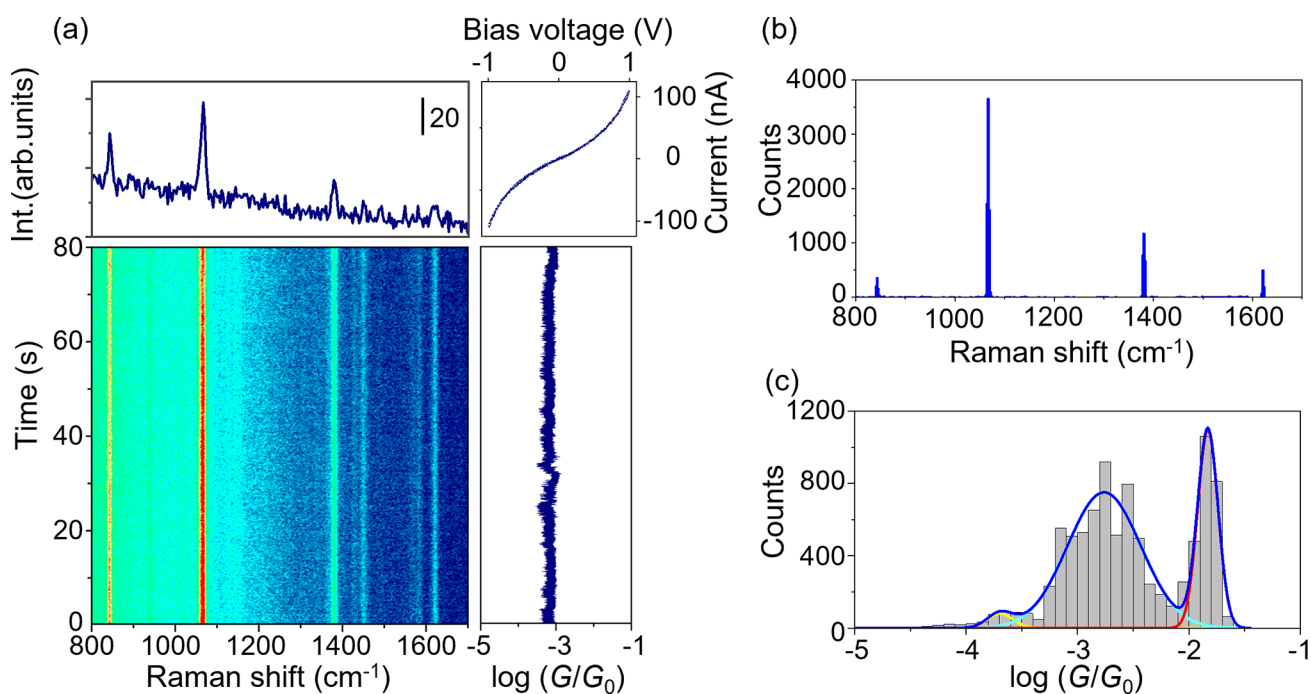 (a)
Bias voltage (V)
-1 0 1
Int.(arb.units)
20
100
0
-100
Current (nA)
80
60
40
20
0
Time (s)
800 1000 1200 1400 1600
Raman shift (cm-1)
-5 -3 -1
log (G/G0)
(b)
4000
3000
2000
1000
0
Counts
800 1000 1200 1400 1600
Raman shift (cm-1)
(c)
1200
800
400
0
Counts
-5 -4 -3 -2 -1
log (G/G0)